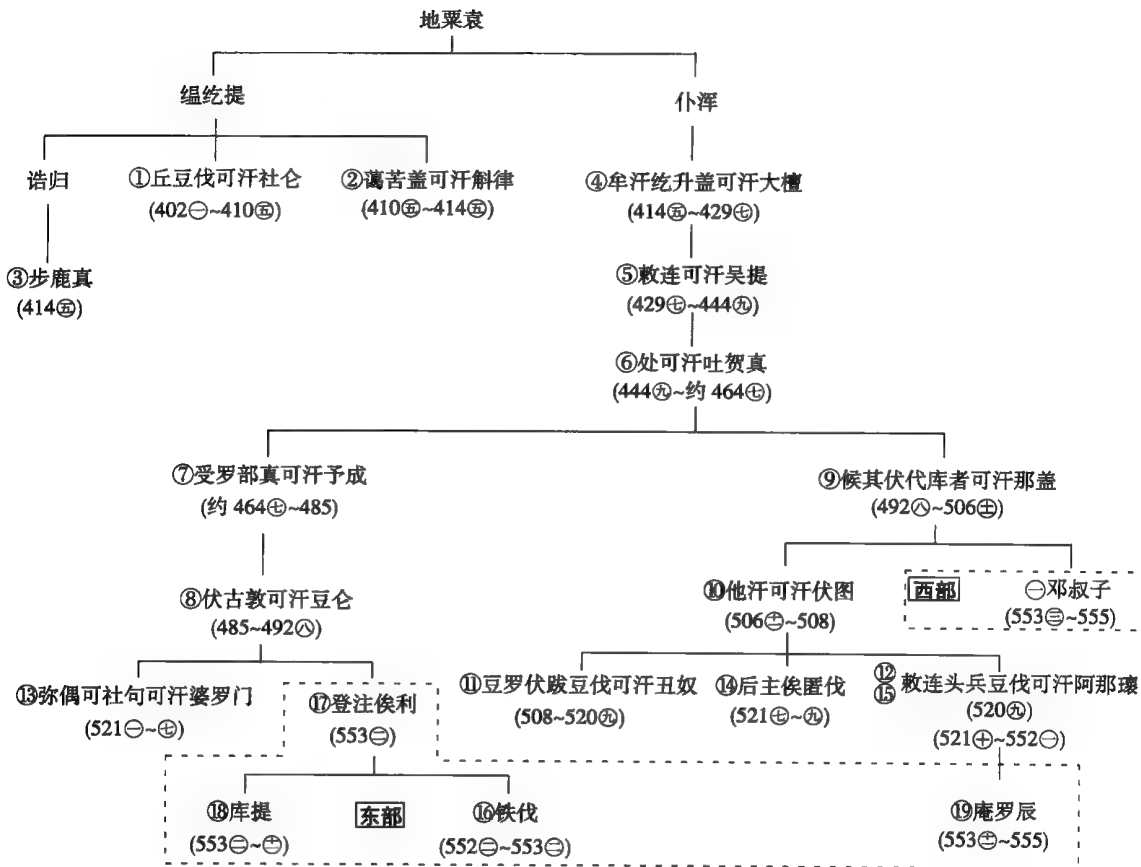 地粟袁
缊纥提
仆浑
诰归
①丘豆伐可汗社仑
②蔼苦盖可汗斛律
④牟汗纥升盖可汗大檀
(402㊀~410㊄)
(410㊄~414㊄)
(414㊄~429㊆)
③步鹿真
(414㊄)
⑤敕连可汗吴提
(429㊆~444㊈)
⑥处可汗吐贺真
(444㊈~约 464㊆)
⑦受罗部真可汗予成
(约 464㊆~485)
⑨候其伏代库者可汗那盖
(492㊇~506十二)
⑧伏古敦可汗豆仑
(485~492㊇)
⑩他汗可汗伏图
(506十二~508)
西部
㊀邓叔子
(553㊂~555)
⑬弥偶可社句可汗婆罗门
(521㊀~㊆)
⑰登注俟利
(553㊁)
⑪豆罗伏跋豆伐可汗丑奴
(508~520㊈)
⑭后主俟匿伐
(521㊆~㊈)
⑫⑮敕连头兵豆伐可汗阿那瓌
(520㊈)
(521㊉~552㊀)
⑱库提
(553㊁~十一)
东部
⑯铁伐
(552㊂~553㊁)
⑲庵罗辰
(553十一~555)